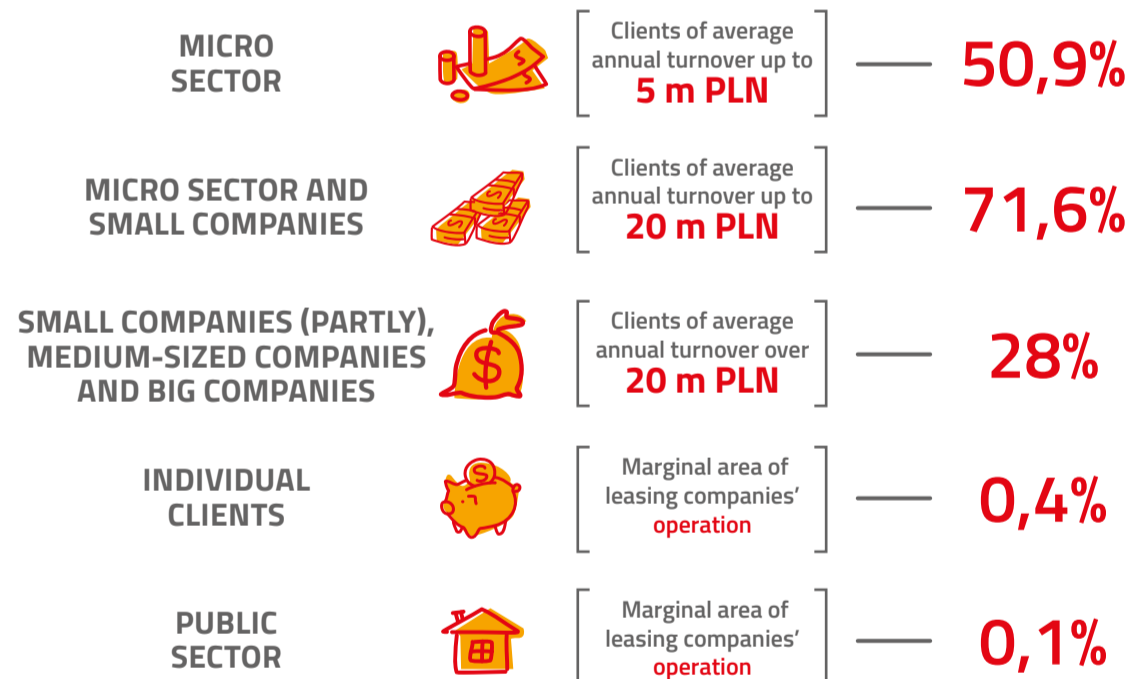 MICRO
SECTOR
Clients of average
annual turnover up to
5 m PLN
50,9%
MICRO SECTOR AND
SMALL COMPANIES
Clients of average
annual turnover up to
20 m PLN
71,6%
SMALL COMPANIES (PARTLY),
MEDIUM-SIZED COMPANIES
AND BIG COMPANIES
$
Clients of average
annual turnover over
20 m PLN
28%
INDIVIDUAL
CLIENTS
Marginal area of
leasing companies’
operation
0,4%
PUBLIC
SECTOR
Marginal area of
leasing companies’
operation
0,1%